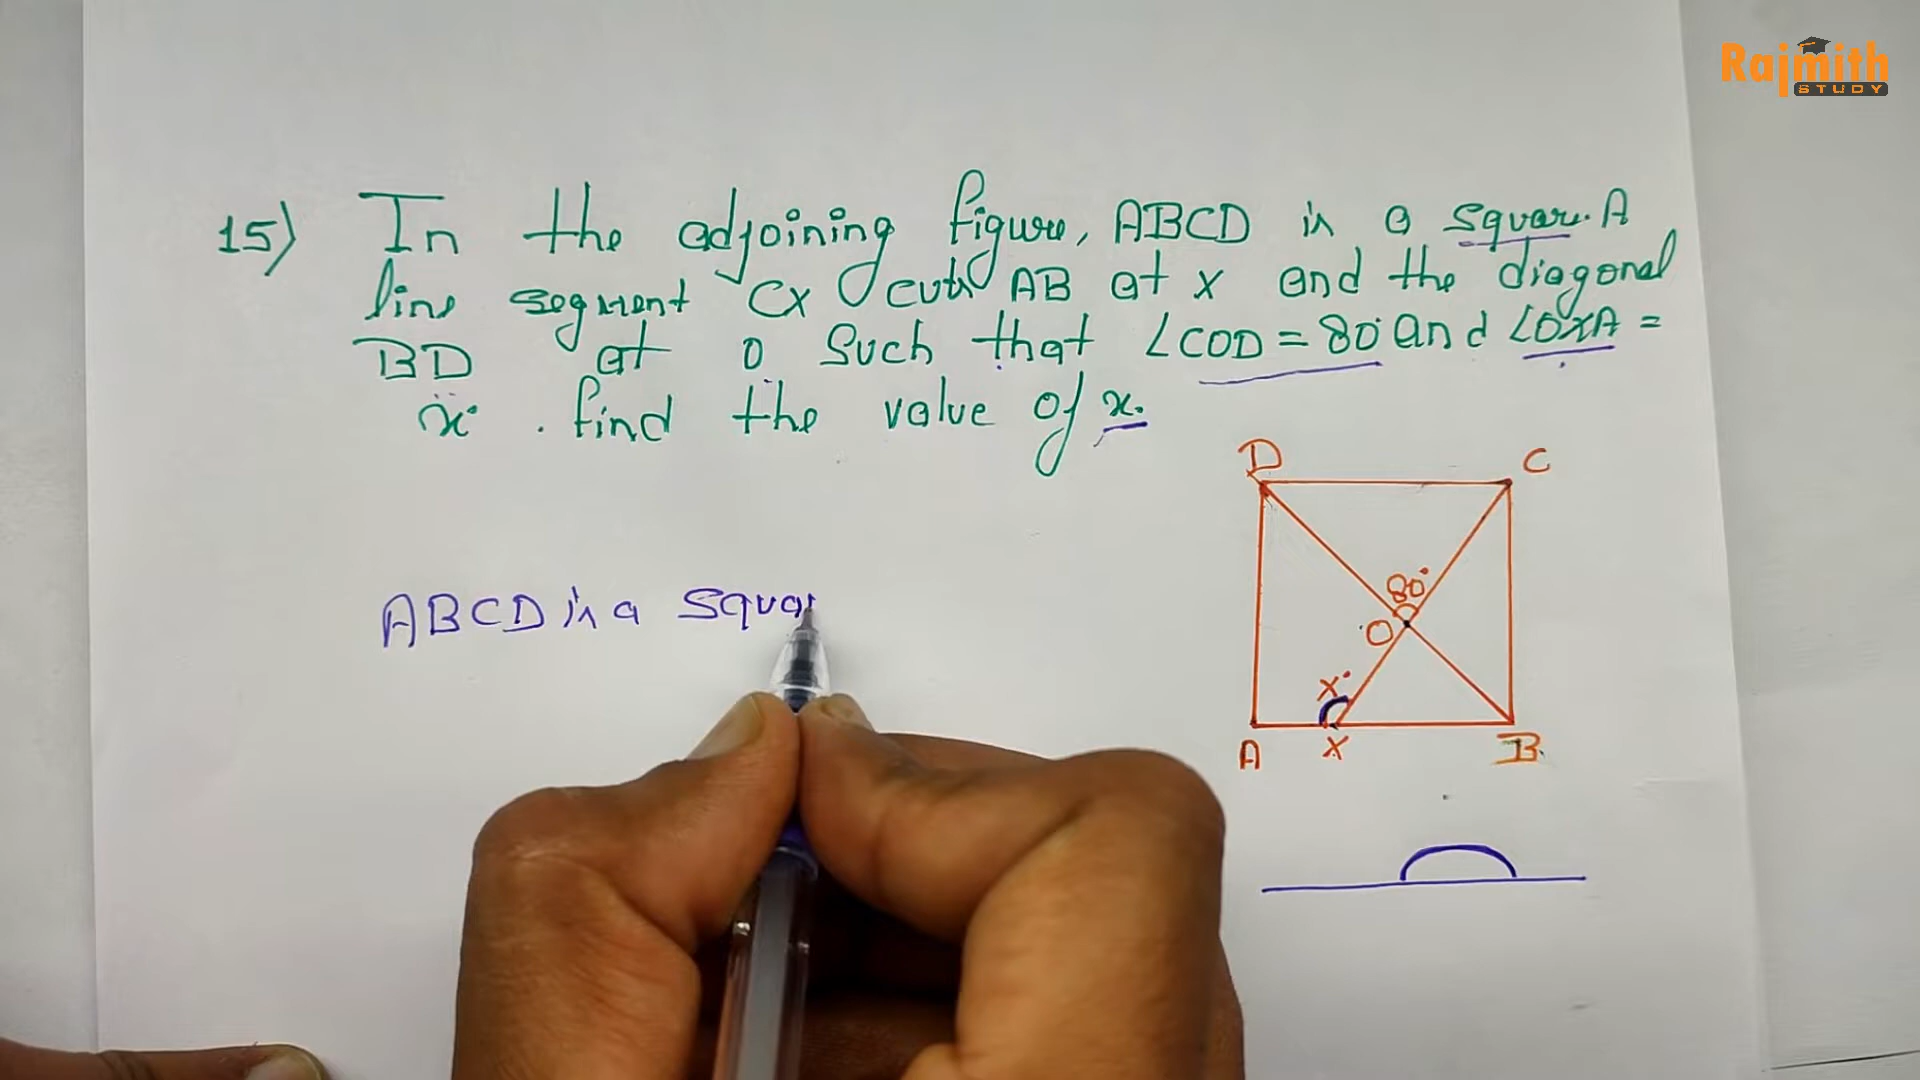 Rajmith
STUDY
15) In the adjoining figure, ABCD is a square. A
line segment CX cuts AB at X and the diagonal
BD at O such that ∠COD = 80° and ∠OXA =
x° . find the value of x.
D C
80°
O
x°
A X B
ABCD is a Squar